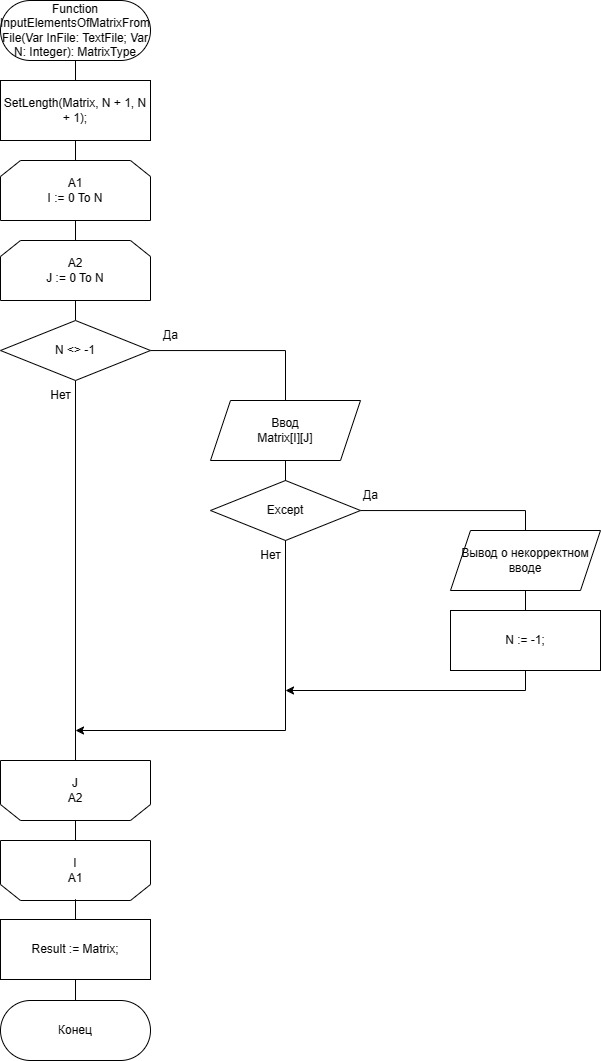 Function
InputElementsOfMatrixFrom
File(Var InFile: TextFile; Var
N: Integer): MatrixType
SetLength(Matrix, N + 1, N
+ 1);
A1
I := 0 To N
A2
J := 0 To N
N <> -1
Да
Нет
Ввод
Matrix[I][J]
Except
Да
Нет
Вывод о некорректном
вводе
N := -1;
J
A2
I
A1
Result := Matrix;
Конец